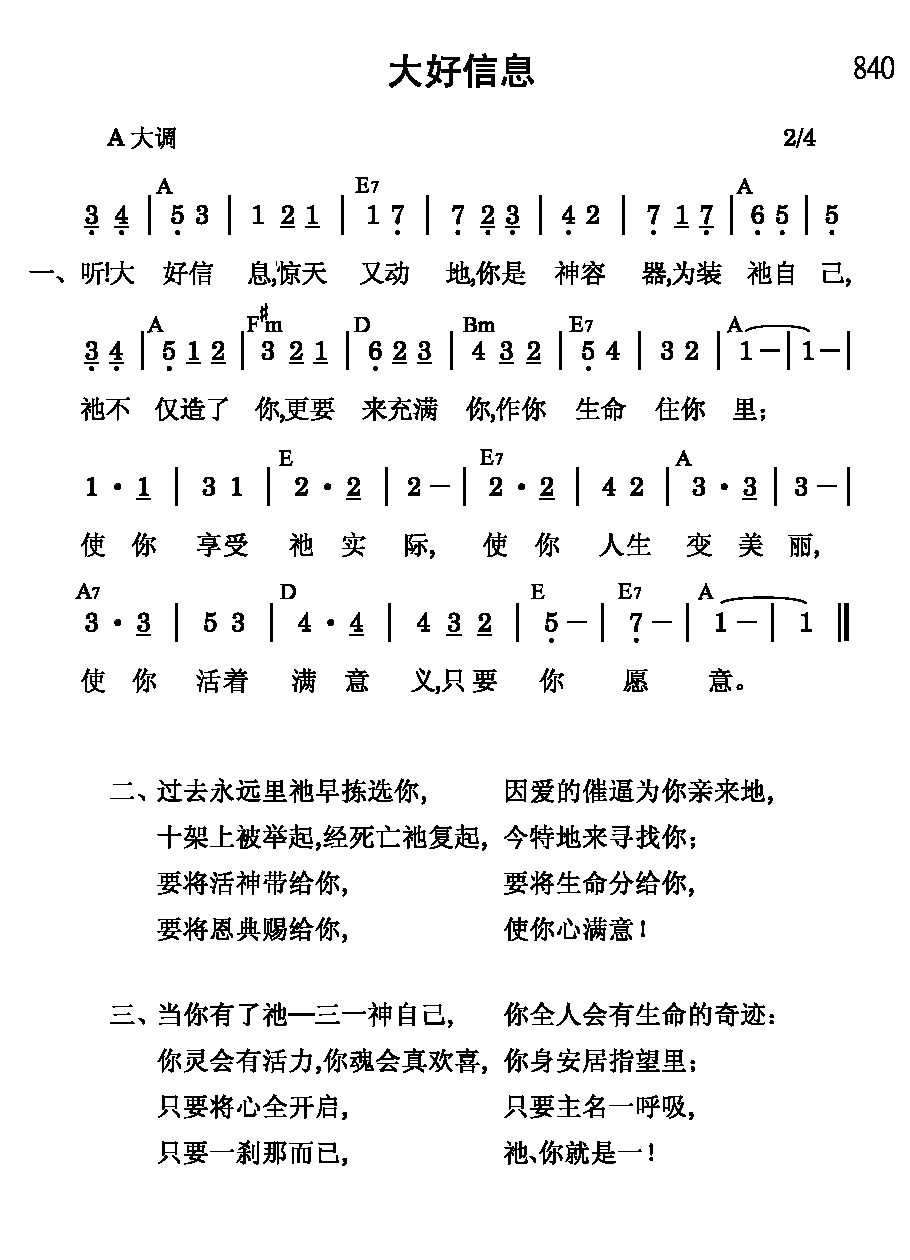 大好信息
840
A 大调
2/4
A E7 A
3 4 | 5 3 | 1 2 1 | 1 7 | 7 2 3 | 4 2 | 7 1 7 | 6 5 | 5
一、听!大 好信 息,惊天 又动 地,你是 神容 器,为装 祂自 己,
A F#m D Bm E7 A
3 4 | 5 1 2 | 3 2 1 | 6 2 3 | 4 3 2 | 5 4 | 3 2 | 1 － | 1 － |
祂不 仅造了 你,更要 来充满 你,作你 生命 住你 里；
E E7 A
1 · 1 | 3 1 | 2 · 2 | 2 － | 2 · 2 | 4 2 | 3 · 3 | 3 － |
使 你 享受 祂 实 际, 使 你 人生 变 美 丽,
A7 D E E7 A
3 · 3 | 5 3 | 4 · 4 | 4 3 2 | 5 － | 7 － | 1 － | 1 ‖
使 你 活着 满 意 义,只 要 你 愿 意。
二、过去永远里祂早拣选你, 因爱的催逼为你亲来地,
十架上被举起,经死亡祂复起, 今特地来寻找你；
要将活神带给你, 要将生命分给你,
要将恩典赐给你, 使你心满意！
三、当你有了祂—三一神自己, 你全人会有生命的奇迹：
你灵会有活力,你魂会真欢喜, 你身安居指望里；
只要将心全开启, 只要主名一呼吸,
只要一刹那而已, 祂、你就是一！